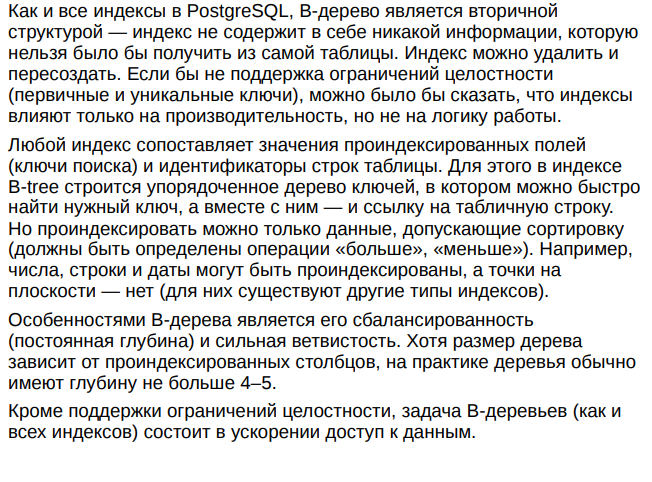 Как и все индексы в PostgreSQL, B-дерево является вторичной
структурой — индекс не содержит в себе никакой информации, которую
нельзя было бы получить из самой таблицы. Индекс можно удалить и
пересоздать. Если бы не поддержка ограничений целостности
(первичные и уникальные ключи), можно было бы сказать, что индексы
влияют только на производительность, но не на логику работы.
Любой индекс сопоставляет значения проиндексированных полей
(ключи поиска) и идентификаторы строк таблицы. Для этого в индексе
B-tree строится упорядоченное дерево ключей, в котором можно быстро
найти нужный ключ, а вместе с ним — и ссылку на табличную строку.
Но проиндексировать можно только данные, допускающие сортировку
(должны быть определены операции «больше», «меньше»). Например,
числа, строки и даты могут быть проиндексированы, а точки на
плоскости — нет (для них существуют другие типы индексов).
Особенностями B-дерева является его сбалансированность
(постоянная глубина) и сильная ветвистость. Хотя размер дерева
зависит от проиндексированных столбцов, на практике деревья обычно
имеют глубину не больше 4–5.
Кроме поддержки ограничений целостности, задача B-деревьев (как и
всех индексов) состоит в ускорении доступ к данным.